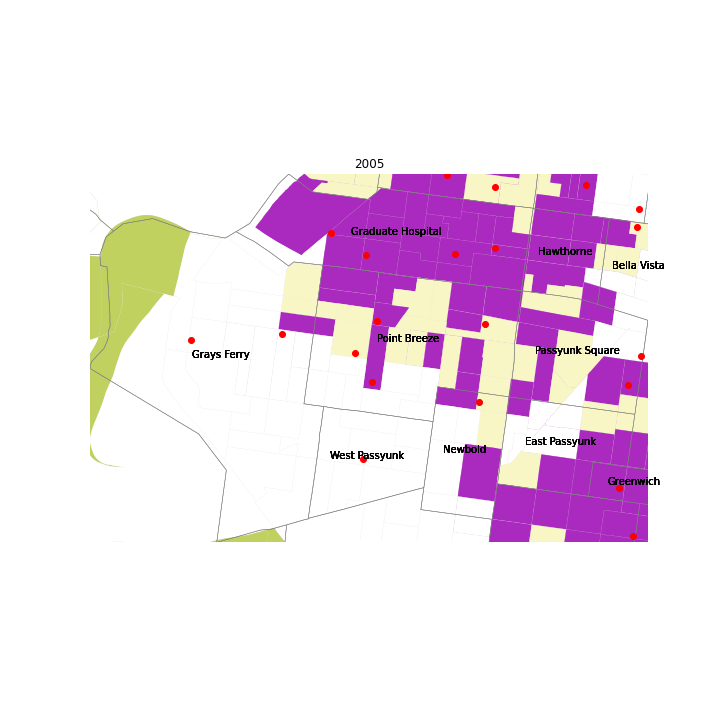 2005
Graduate Hospital
Hawthorne
Bella Vista
Point Breeze
Passyunk Square
Grays Ferry
East Passyunk
Newbold
West Passyunk
Greenwich